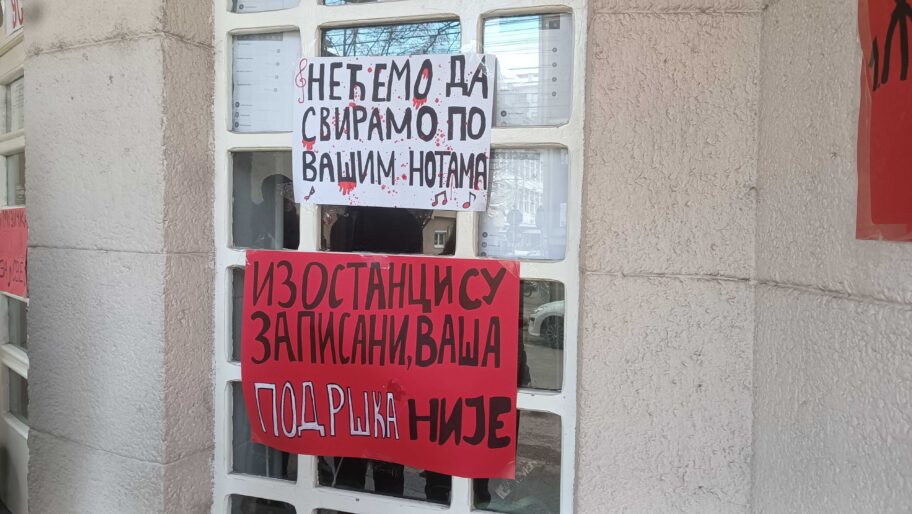 НЕЋЕМО ДА
СВИРАМО ПО
ВАШИМ НОТАМА
ИЗОСТАНЦИ СУ
ЗАПИСАНИ, ВАША
ПОДРШКА НИЈЕ